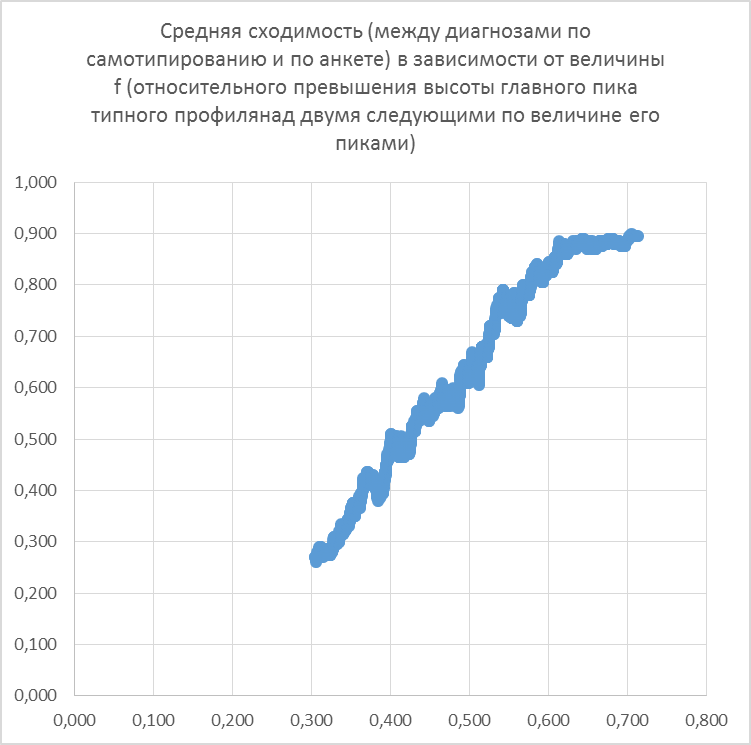 Средняя сходимость (между диагнозами по
самотипированию и по анкете) в зависимости от величины
f (относительного превышения высоты главного пика
типного профилянад двумя следующими по величине его
пиками)
1,000
0,900
0,800
0,700
0,600
0,500
0,400
0,300
0,200
0,100
0,000
0,000 0,100 0,200 0,300 0,400 0,500 0,600 0,700 0,800